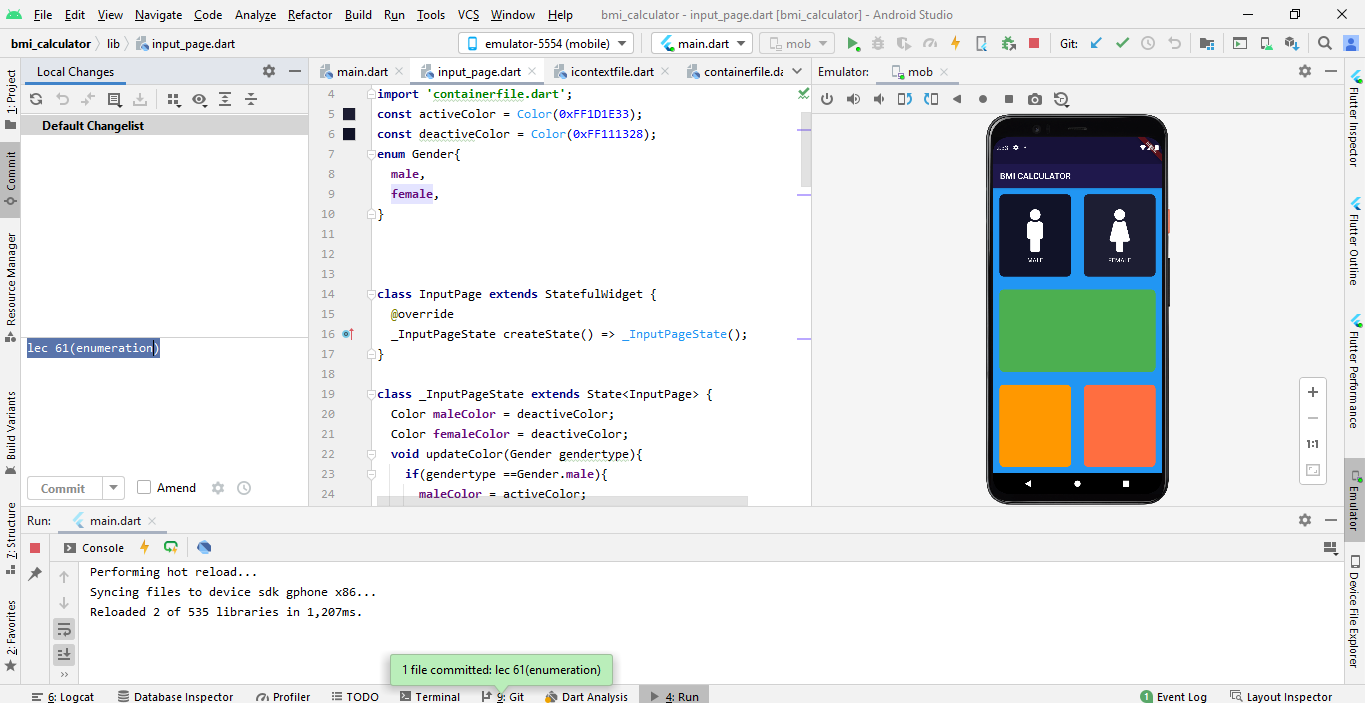 File Edit View Navigate Code Analyze Refactor Build Run Tools VCS Window Help bmi_calculator - input_page.dart [bmi_calculator] - Android Studio
bmi_calculator lib input_page.dart emulator-5554 (mobile) main.dart mob Git:
Local Changes main.dart input_page.dart icontextfile.dart containerfile.da Emulator: mob
Default Changelist
1: Project
Commit
Resource Manager
Build Variants
7: Structure
2: Favorites
lec 61(enumeration)
Commit Amend
4 import 'containerfile.dart';
5 const activeColor = Color(0xFF1D1E33);
6 const deactiveColor = Color(0xFF111328);
7 enum Gender{
8 male,
9 female,
10 }
11
12
13
14 class InputPage extends StatefulWidget {
15 @override
16 _InputPageState createState() => _InputPageState();
17 }
18
19 class _InputPageState extends State<InputPage> {
20 Color maleColor = deactiveColor;
21 Color femaleColor = deactiveColor;
22 void updateColor(Gender gendertype){
23 if(gendertype ==Gender.male){
24 maleColor = activeColor;
BMI CALCULATOR
MALE FEMALE
1:1
Flutter Inspector
Flutter Outline
Flutter Performance
Emulator
Device File Explorer
Run: main.dart
Console
Performing hot reload...
Syncing files to device sdk gphone x86...
Reloaded 2 of 535 libraries in 1,207ms.
1 file committed: lec 61(enumeration)
6: Logcat Database Inspector Profiler TODO Terminal 9: Git Dart Analysis 4: Run 1 Event Log Layout Inspector